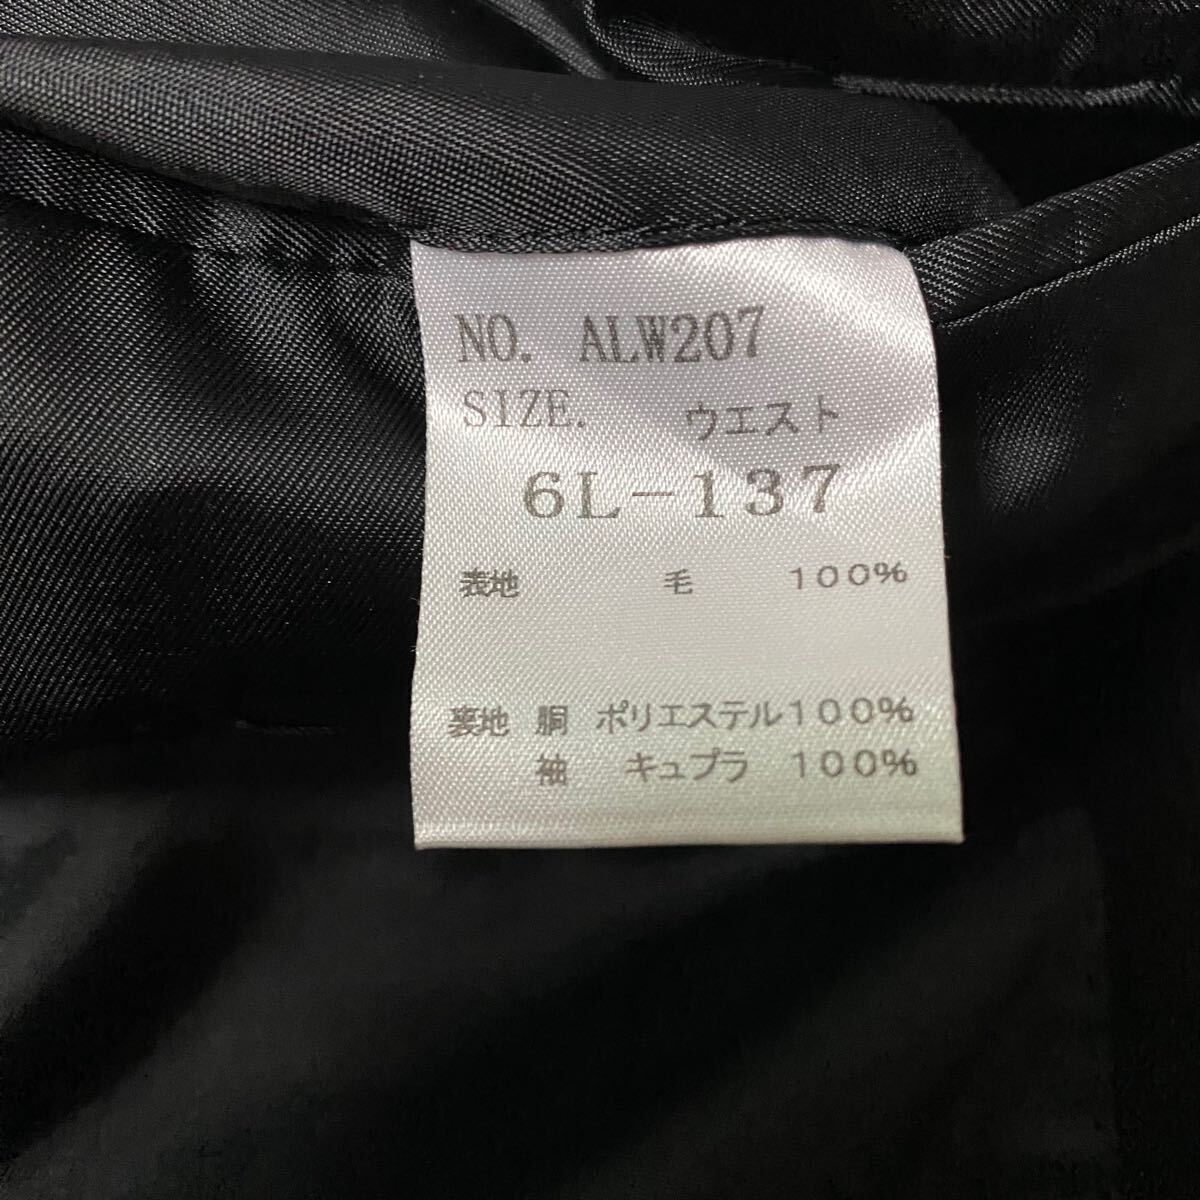 NO. ALW207
SIZE. ウエスト
6L-137
表地 毛 100%
裏地 胴 ポリエステル100%
袖 キュプラ 100%